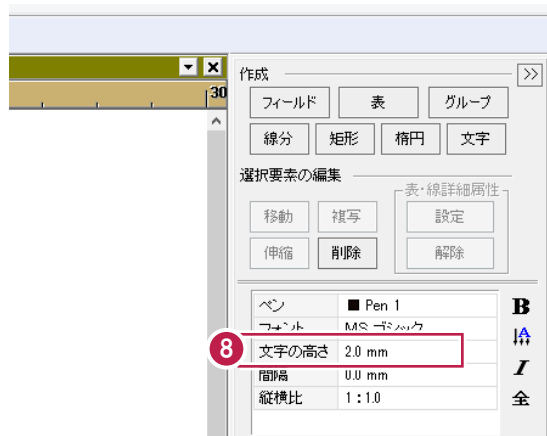 30
作成
>>
フィールド 表 グループ
線分 矩形 楕円 文字
選択要素の編集
表・線詳細属性
移動 複写 設定
伸縮 削除 解除
ペン Pen 1 B
フォント MS ゴシック
A
8 文字の高さ 2.0 mm
I
間隔 0.0 mm
縦横比 1 : 1.0 全